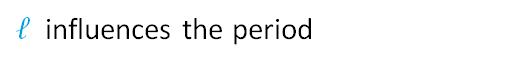 ℓ influences the period